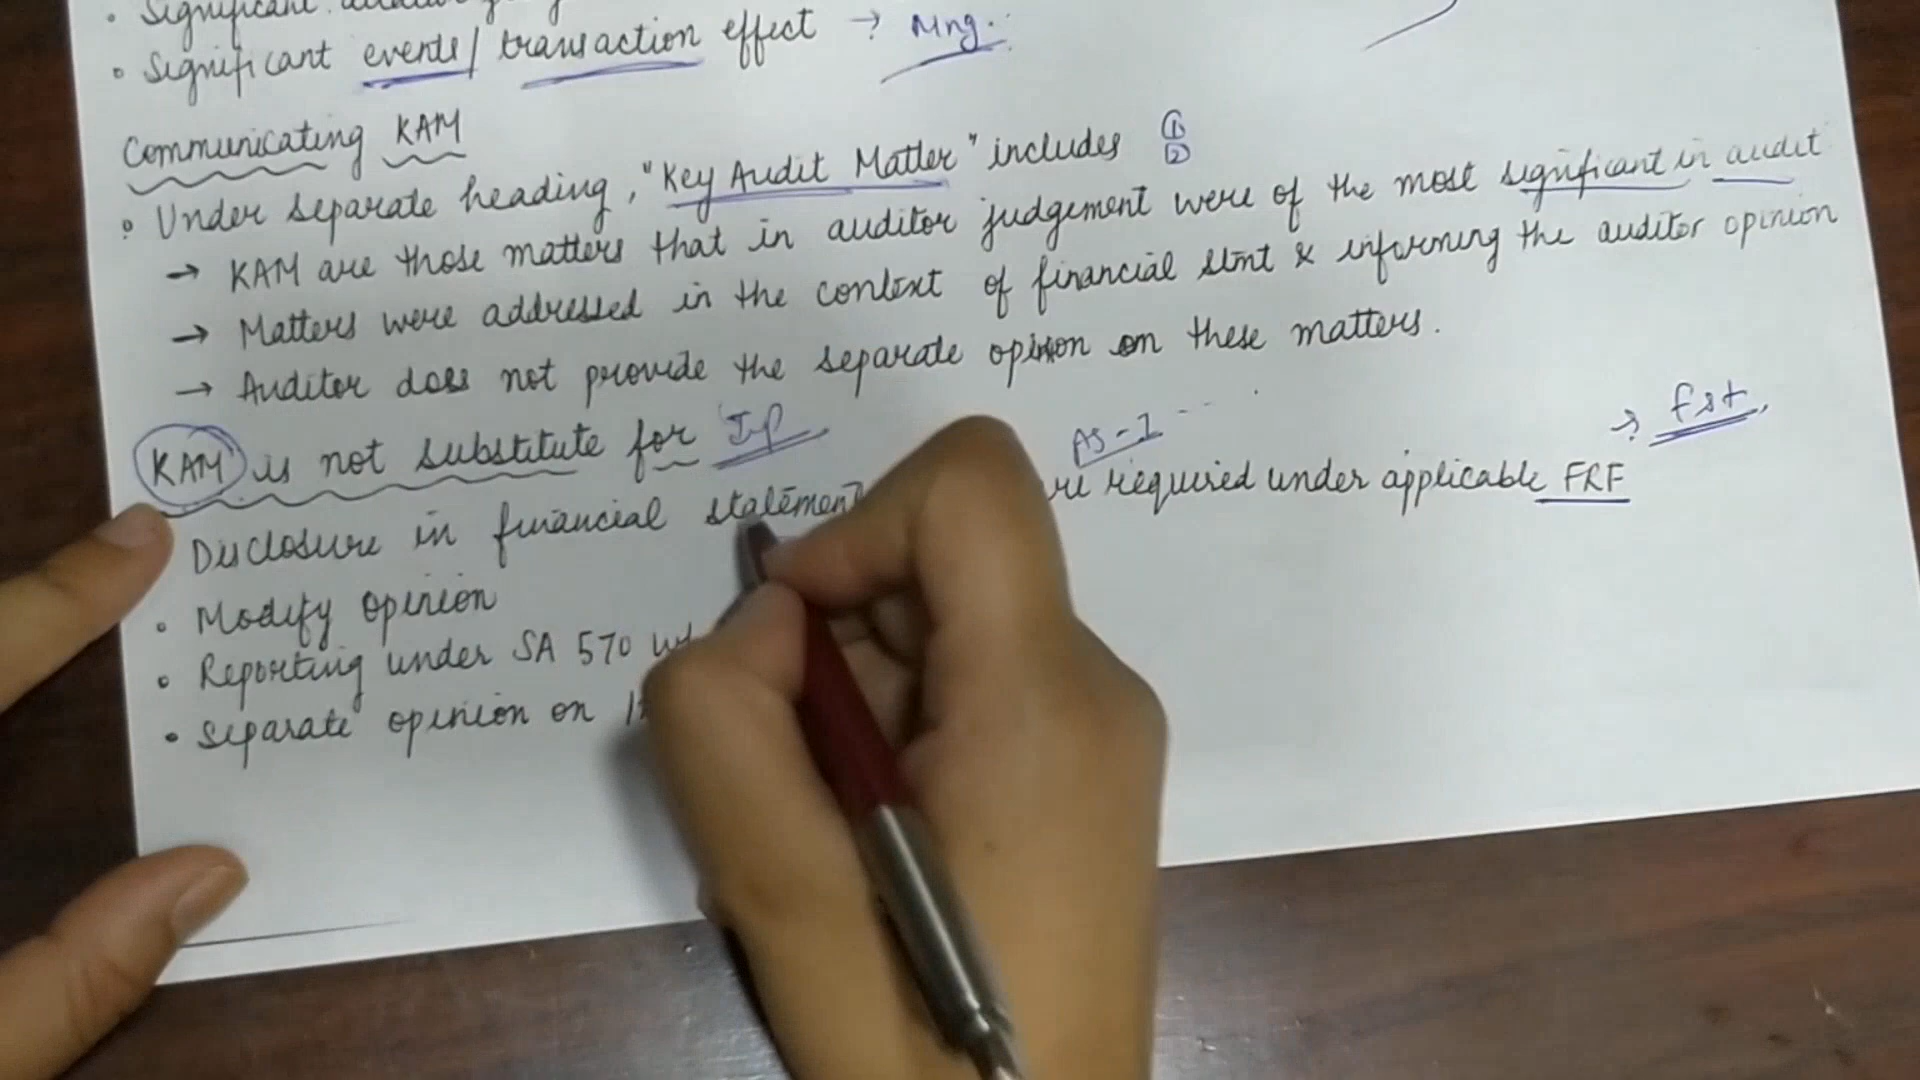 • Significant
• Significant events/ transaction effect → Mng.
Communicating KAM
• Under separate heading, "Key Audit Matter" includes ① ②
→ KAM are those matters that in auditor judgement were of the most significant in audit
→ Matters were addressed in the context of financial stmt & informing the auditor opinion
→ Auditor does not provide the separate opinion on these matters.
KAM is not substitute for Imp
AS-1
→ fst
Disclosure in financial statement required under applicable FRF
• Modify opinion
• Reporting under SA 570
• Separate opinion on